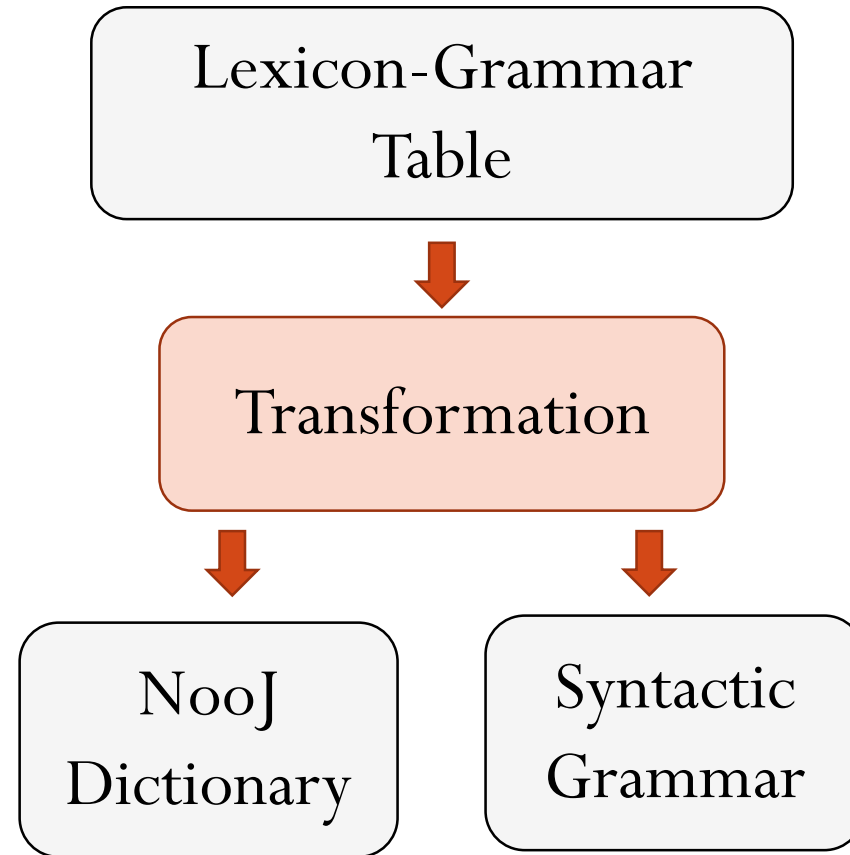 Lexicon-Grammar
Table
Transformation
NooJ
Dictionary
Syntactic
Grammar